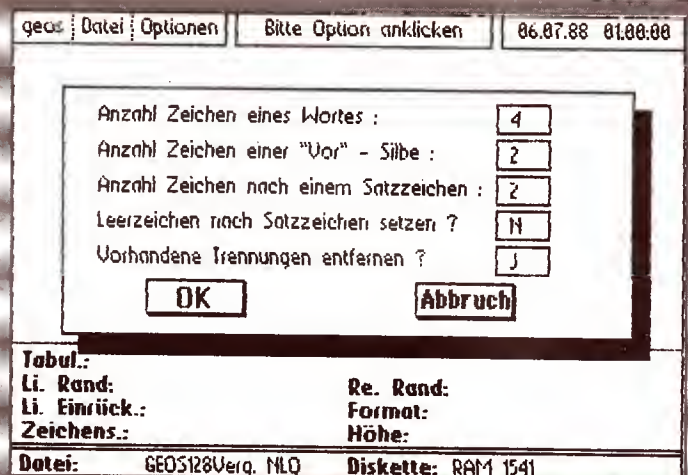 geos Datei Optionen Bitte Option anklicken 06.07.88 01:00:00
Anzahl Zeichen eines Wortes : 4
Anzahl Zeichen einer "Vor" - Silbe : 2
Anzahl Zeichen nach einem Satzzeichen : 2
Leerzeichen nach Satzzeichen setzen ? N
Vorhandene Trennungen entfernen ? J
OK Abbruch
Tabul.:
Li. Rand: Re. Rand:
Li. Einrück.: Format:
Zeichens.: Höhe:
Datei: GEOS128Verg. NLQ Diskette: RAM 1541